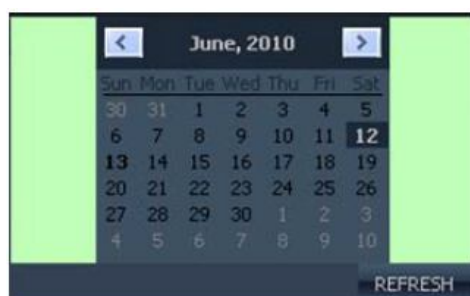 < June, 2010 >
Sun Mon Tue Wed Thu Fri Sat
30 31 1 2 3 4 5
6 7 8 9 10 11 12
13 14 15 16 17 18 19
20 21 22 23 24 25 26
27 28 29 30 1 2 3
4 5 6 7 8 9 10
REFRESH